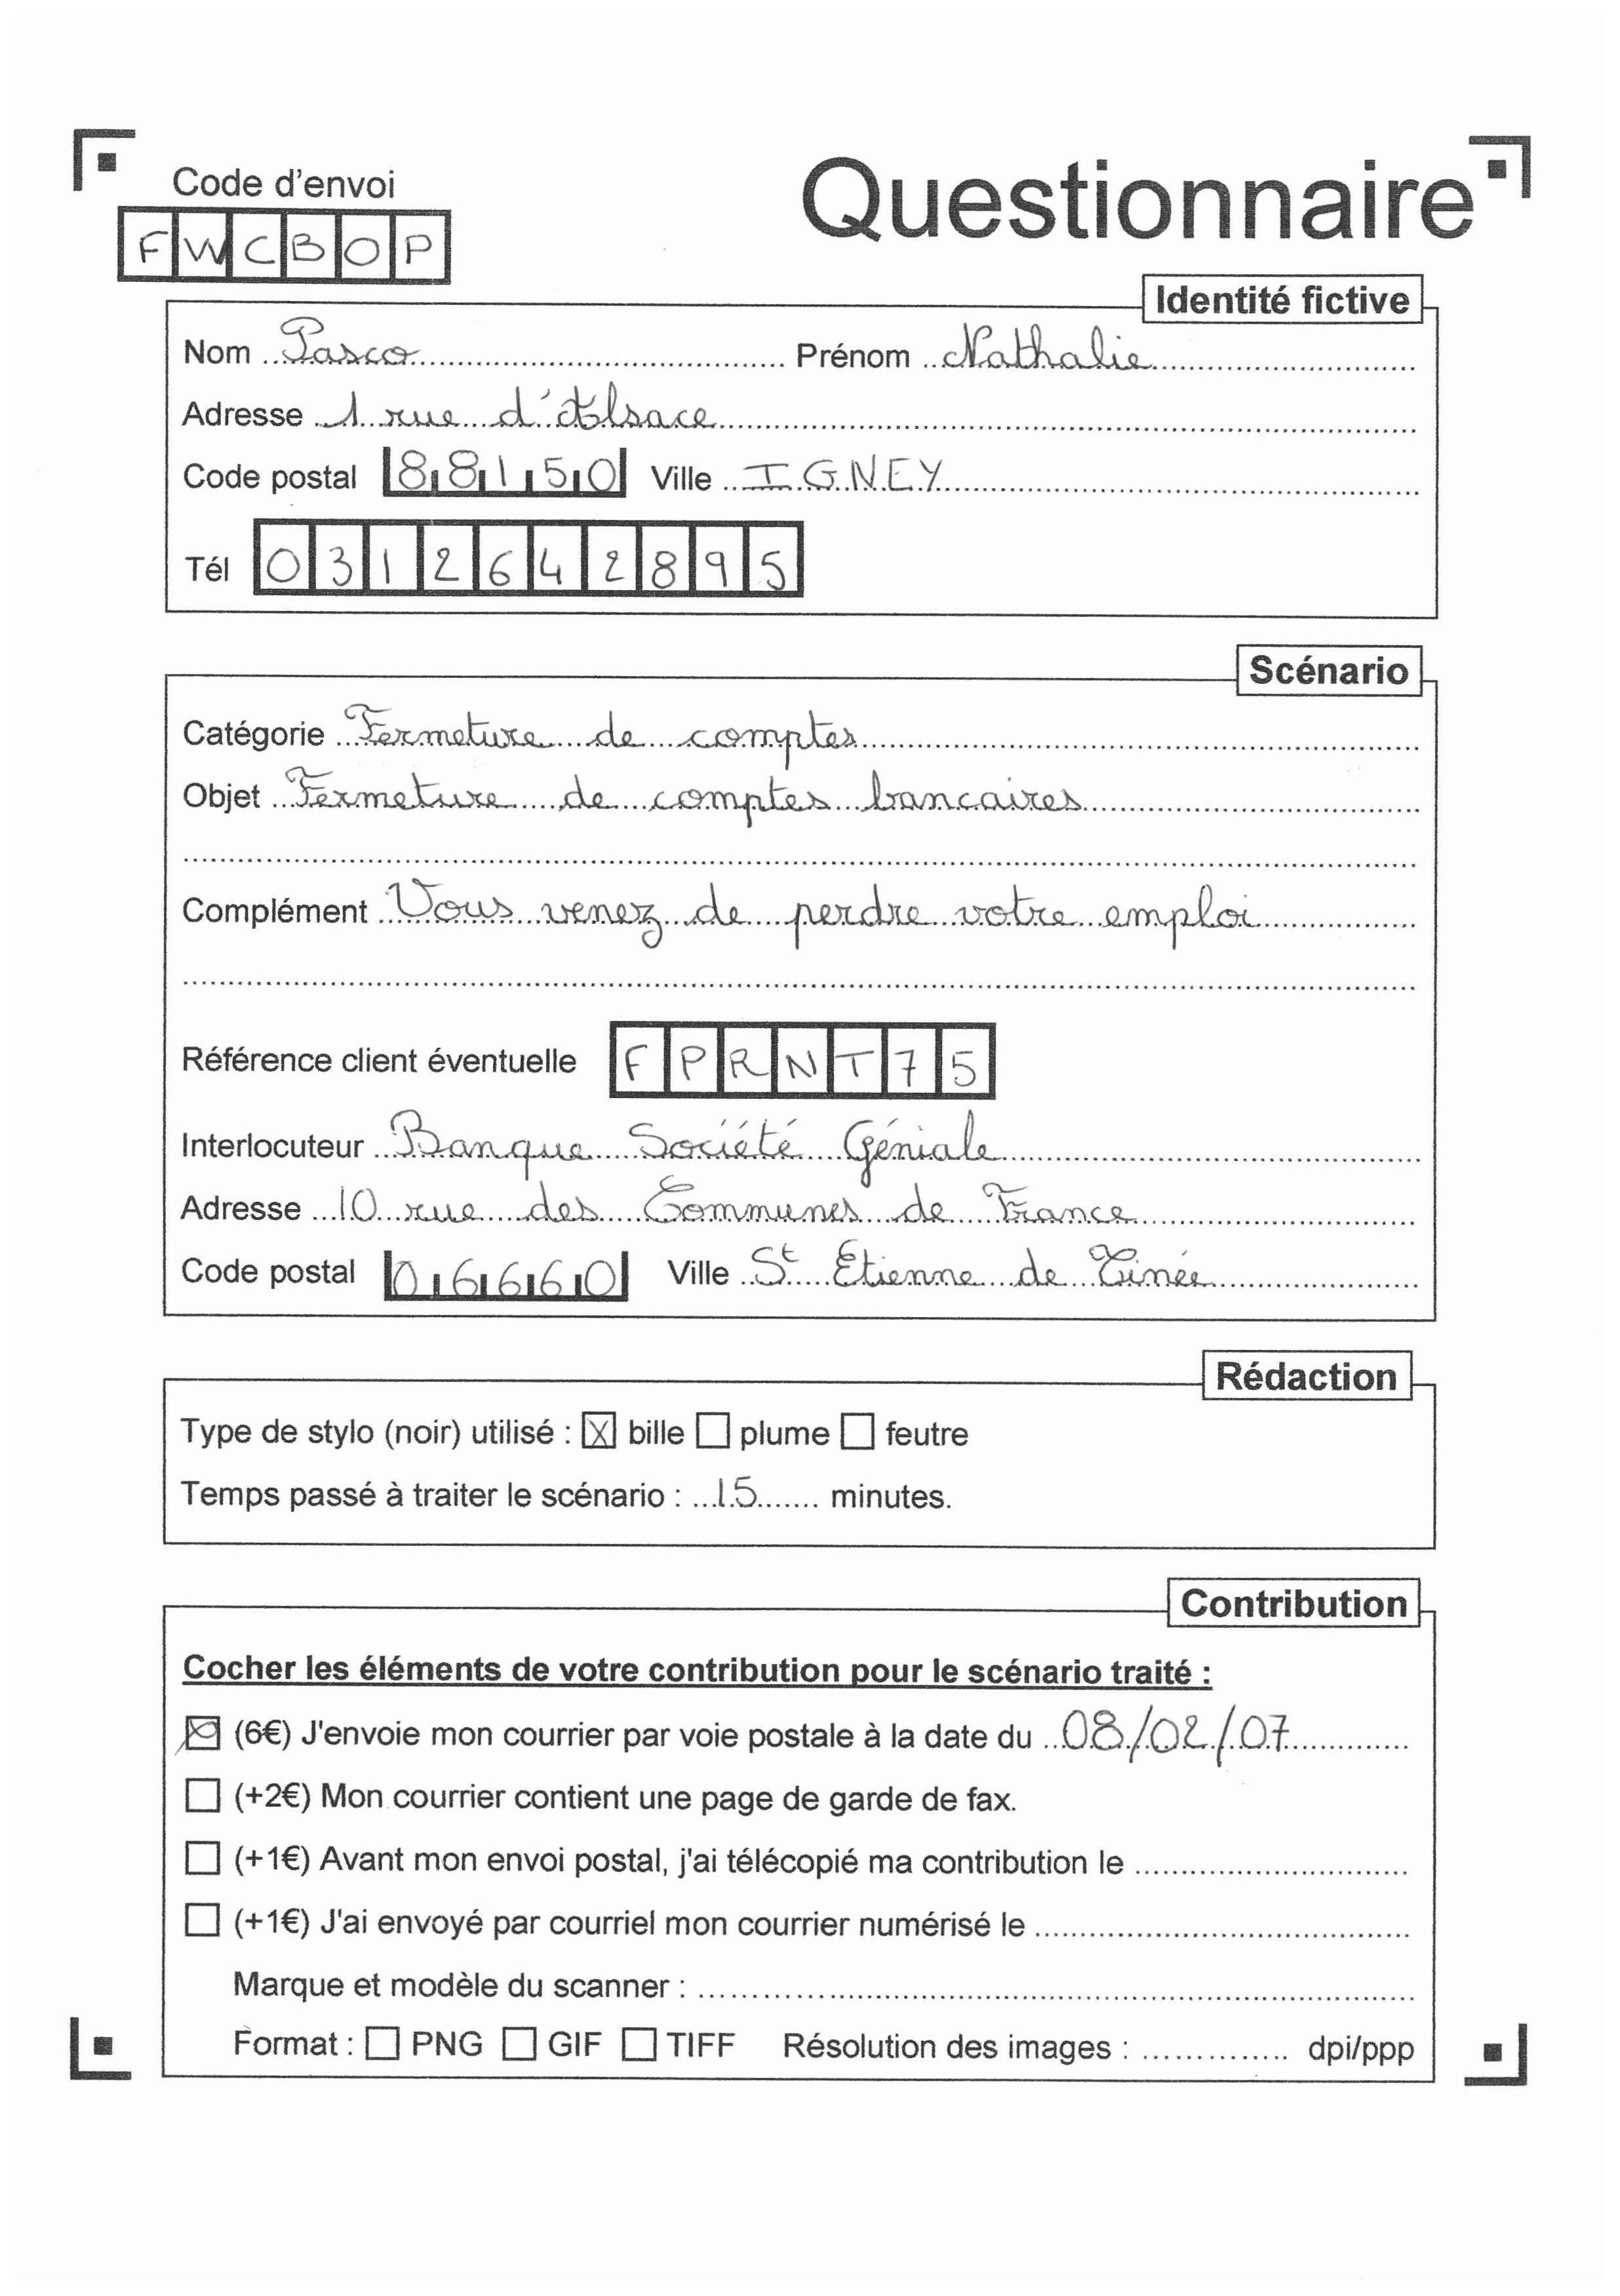 Code d'envoi
Questionnaire
FWCBOP
Identité fictive
Nom Pasco Prénom Nathalie
Adresse 1 rue d'Alsace
Code postal 88150 Ville IGNEY
Tél 0312642895
Scénario
Catégorie Fermeture de comptes
Objet Fermeture de comptes bancaires
Complément Vous venez de perdre votre emploi
Référence client éventuelle FPRNT75
Interlocuteur Banque Société Géniale
Adresse 10 rue des Communes de France
Code postal 06660 Ville St Etienne de Tinée
Rédaction
Type de stylo (noir) utilisé : X bille plume feutre
Temps passé à traiter le scénario : 15 minutes.
Contribution
Cocher les éléments de votre contribution pour le scénario traité :
(6€) J'envoie mon courrier par voie postale à la date du 08/02/07
(+2€) Mon courrier contient une page de garde de fax.
(+1€) Avant mon envoi postal, j'ai télécopié ma contribution le
(+1€) J'ai envoyé par courriel mon courrier numérisé le
Marque et modèle du scanner :
Format : PNG GIF TIFF Résolution des images : dpi/ppp